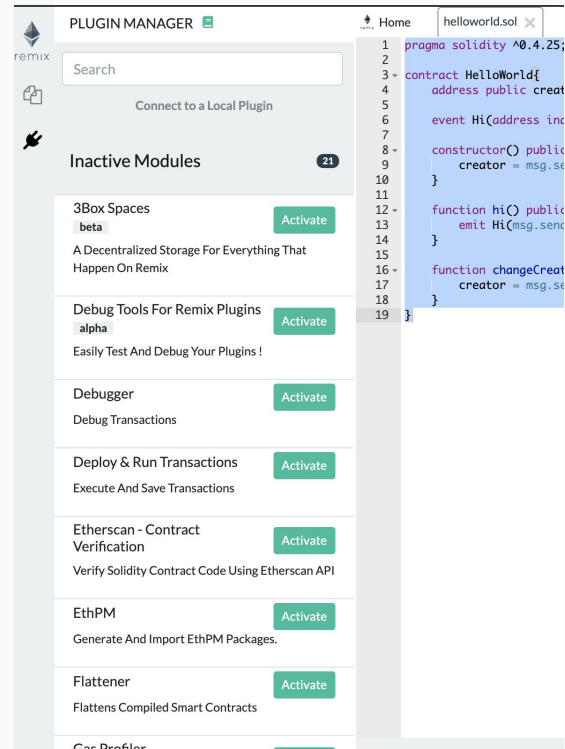 remix
PLUGIN MANAGER
Search
Connect to a Local Plugin
Inactive Modules 21
3Box Spaces
beta
Activate
A Decentralized Storage For Everything That
Happen On Remix
Debug Tools For Remix Plugins
alpha
Activate
Easily Test And Debug Your Plugins !
Debugger
Activate
Debug Transactions
Deploy & Run Transactions
Activate
Execute And Save Transactions
Etherscan - Contract
Verification
Activate
Verify Solidity Contract Code Using Etherscan API
EthPM
Activate
Generate And Import EthPM Packages.
Flattener
Activate
Flattens Compiled Smart Contracts
Gas Profiler
remix
Home
helloworld.sol
1 pragma solidity ^0.4.25;
2
3 contract HelloWorld{
4 address public creat
5
6 event Hi(address ind
7
8 constructor() public
9 creator = msg.se
10 }
11
12 function hi() public
13 emit Hi(msg.send
14 }
15
16 function changeCreat
17 creator = msg.se
18 }
19 }